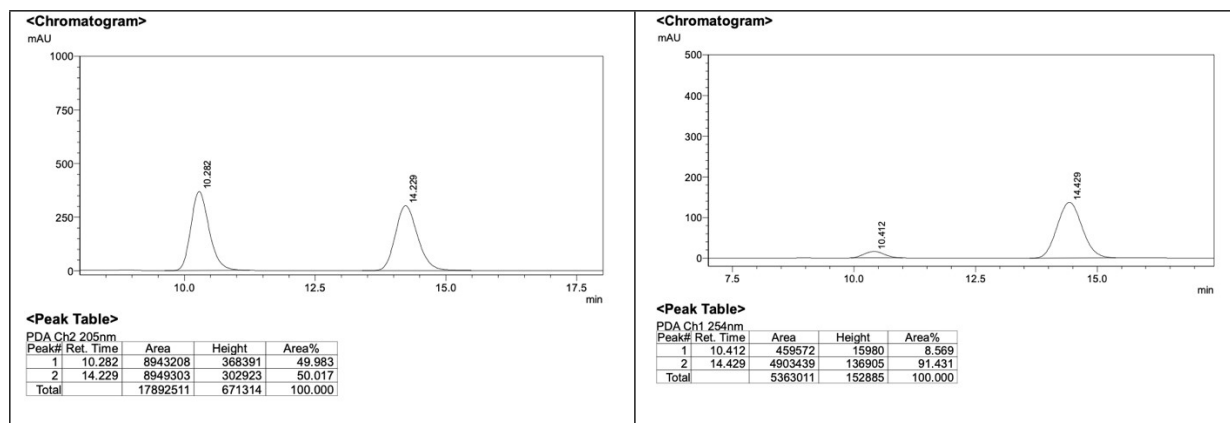 <Chromatogram>
mAU
1000
750
500
250
0
10.282
14.229
10.0 12.5 15.0 17.5
min
<Peak Table>
PDA Ch2 205nm
Peak# Ret. Time Area Height Area%
1 10.282 8943208 368391 49.983
2 14.229 8949303 302923 50.017
Total 17892511 671314 100.000
<Chromatogram>
mAU
500
400
300
200
100
0
10.412
14.429
7.5 10.0 12.5 15.0
min
<Peak Table>
PDA Ch1 254nm
Peak# Ret. Time Area Height Area%
1 10.412 459572 15980 8.569
2 14.429 4903439 136905 91.431
Total 5363011 152885 100.000